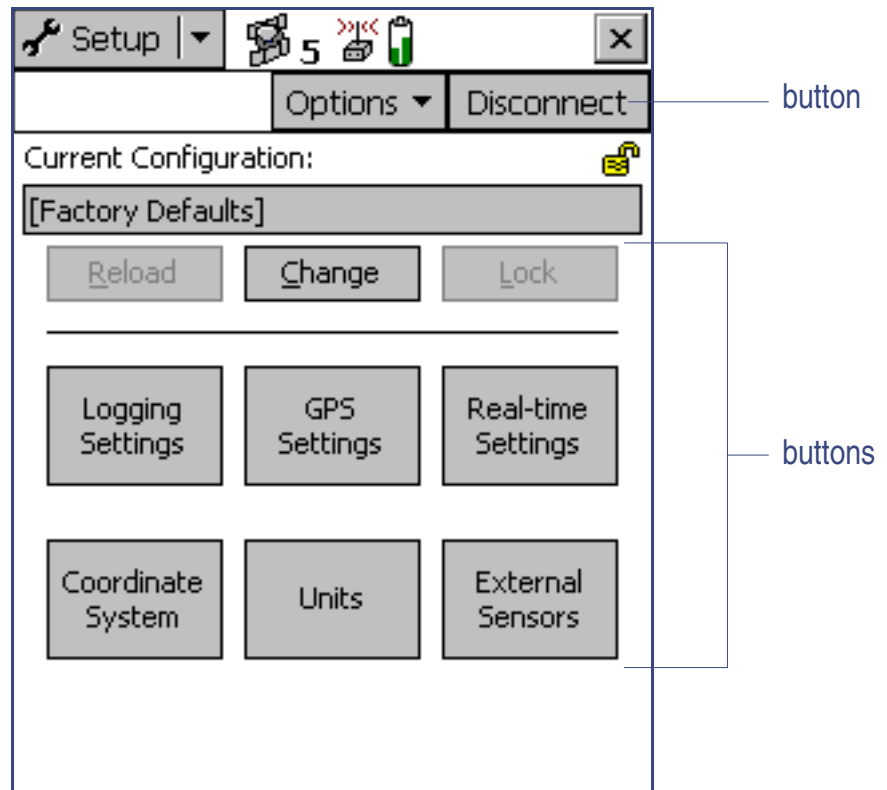 Setup
5
Options Disconnect
button
Current Configuration:
[Factory Defaults]
Reload Change Lock
buttons
Logging Settings
GPS Settings
Real-time Settings
Coordinate System
Units
External Sensors